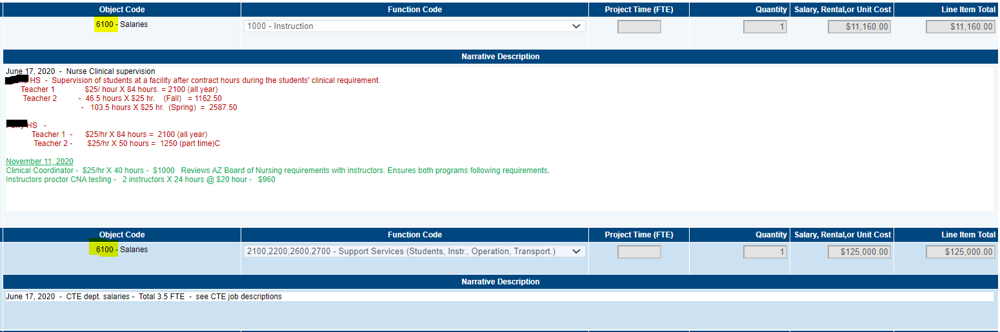 Object Code Function Code Project Time (FTE) Quantity Salary, Rental,or Unit Cost Line Item Total
6100 - Salaries 1000 - Instruction 1 $11,160.00 $11,160.00
Narrative Description
June 17, 2020 - Nurse Clinical supervision
HS - Supervision of students at a facility after contract hours during the students' clinical requirement.
Teacher 1 $25/ hour X 84 hours. = 2100 (all year)
Teacher 2 - 46.5 hours X $25 hr. (Fall) = 1162.50
- 103.5 hours X $25 hr. (Spring) = 2587.50
HS -
Teacher 1 - $25/hr X 84 hours = 2100 (all year)
Teacher 2 - $25/hr X 50 hours = 1250 (part time)C
November 11, 2020
Clinical Coordinator - $25/hr X 40 hours - $1000 Reviews AZ Board of Nursing requirements with instructors. Ensures both programs following requirements.
Instructors proctor CNA testing - 2 instructors X 24 hours @ $20 hour - $960
Object Code Function Code Project Time (FTE) Quantity Salary, Rental,or Unit Cost Line Item Total
6100 - Salaries 2100,2200,2600,2700 - Support Services (Students, Instr., Operation, Transport.) 1 $125,000.00 $125,000.00
Narrative Description
June 17, 2020 - CTE dept. salaries - Total 3.5 FTE - see CTE job descriptions